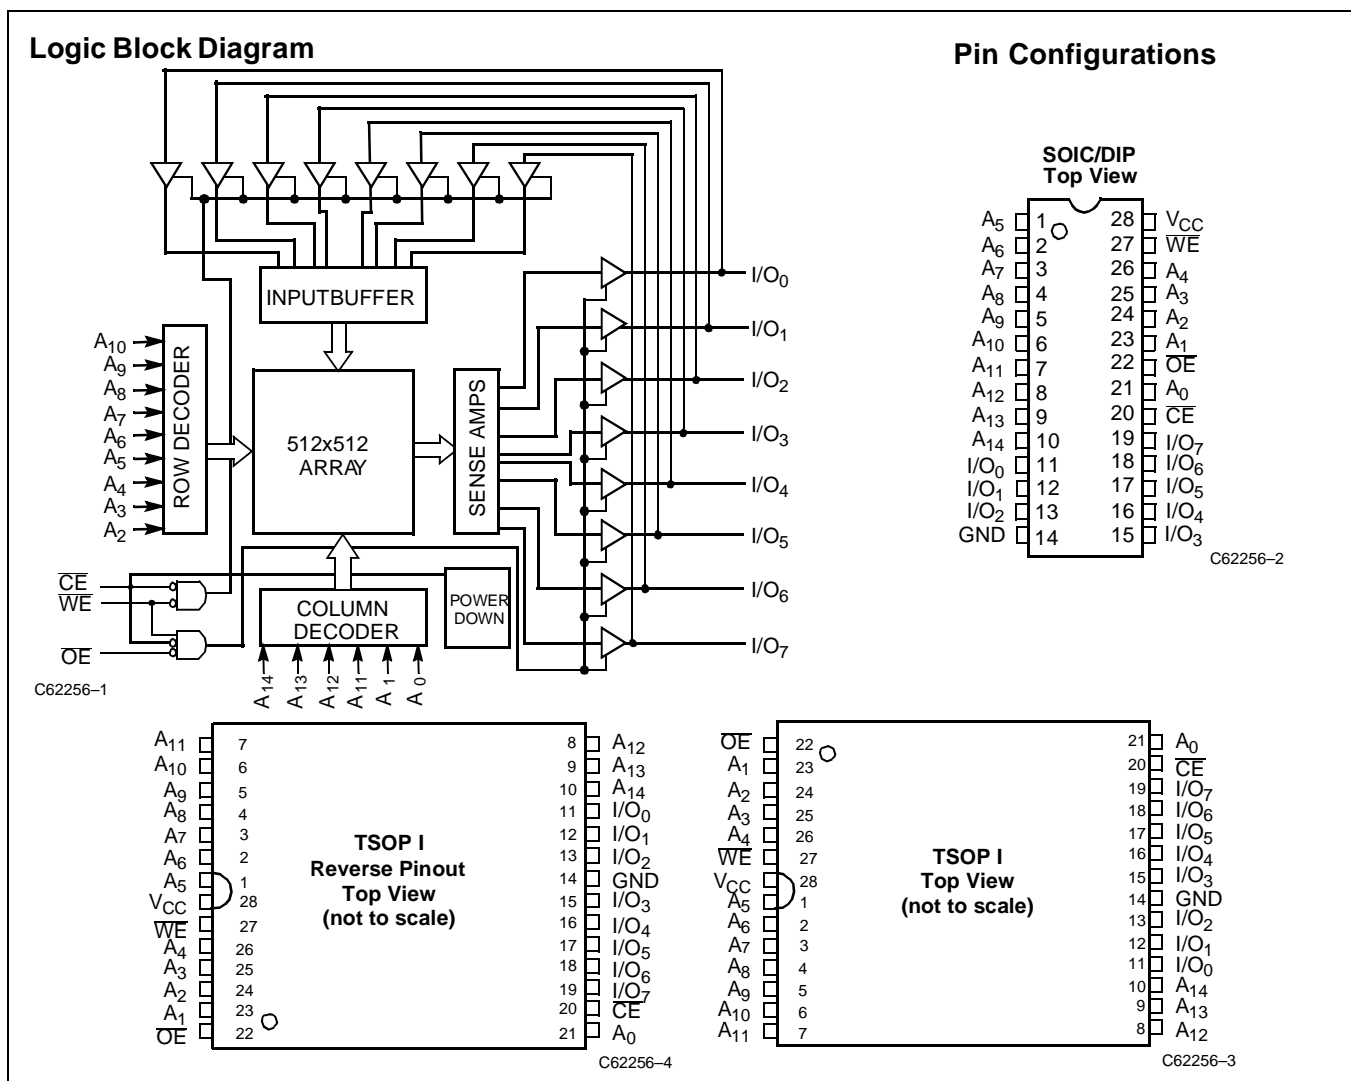 Logic Block Diagram
Pin Configurations
INPUTBUFFER
A10
A9
A8
A7
A6
A5
A4
A3
A2
ROW DECODER
512x512
ARRAY
SENSE AMPS
I/O0
I/O1
I/O2
I/O3
I/O4
I/O5
I/O6
I/O7
CE
WE
OE
COLUMN
DECODER
POWER
DOWN
A14
A13
A12
A11
A1
A0
C62256–1
SOIC/DIP
Top View
A5 1 28 VCC
A6 2 27 WE
A7 3 26 A4
A8 4 25 A3
A9 5 24 A2
A10 6 23 A1
A11 7 22 OE
A12 8 21 A0
A13 9 20 CE
A14 10 19 I/O7
I/O0 11 18 I/O6
I/O1 12 17 I/O5
I/O2 13 16 I/O4
GND 14 15 I/O3
C62256–2
A11 7 8 A12
A10 6 9 A13
A9 5 10 A14
A8 4 11 I/O0
A7 3 12 I/O1
A6 2 13 I/O2
A5 1 14 GND
VCC 28 15 I/O3
WE 27 16 I/O4
A4 26 17 I/O5
A3 25 18 I/O6
A2 24 19 I/O7
A1 23 20 CE
OE 22 21 A0
TSOP I
Reverse Pinout
Top View
(not to scale)
C62256–4
OE 22 21 A0
A1 23 20 CE
A2 24 19 I/O7
A3 25 18 I/O6
A4 26 17 I/O5
WE 27 16 I/O4
VCC 28 15 I/O3
A5 1 14 GND
A6 2 13 I/O2
A7 3 12 I/O1
A8 4 11 I/O0
A9 5 10 A14
A10 6 9 A13
A11 7 8 A12
TSOP I
Top View
(not to scale)
C62256–3